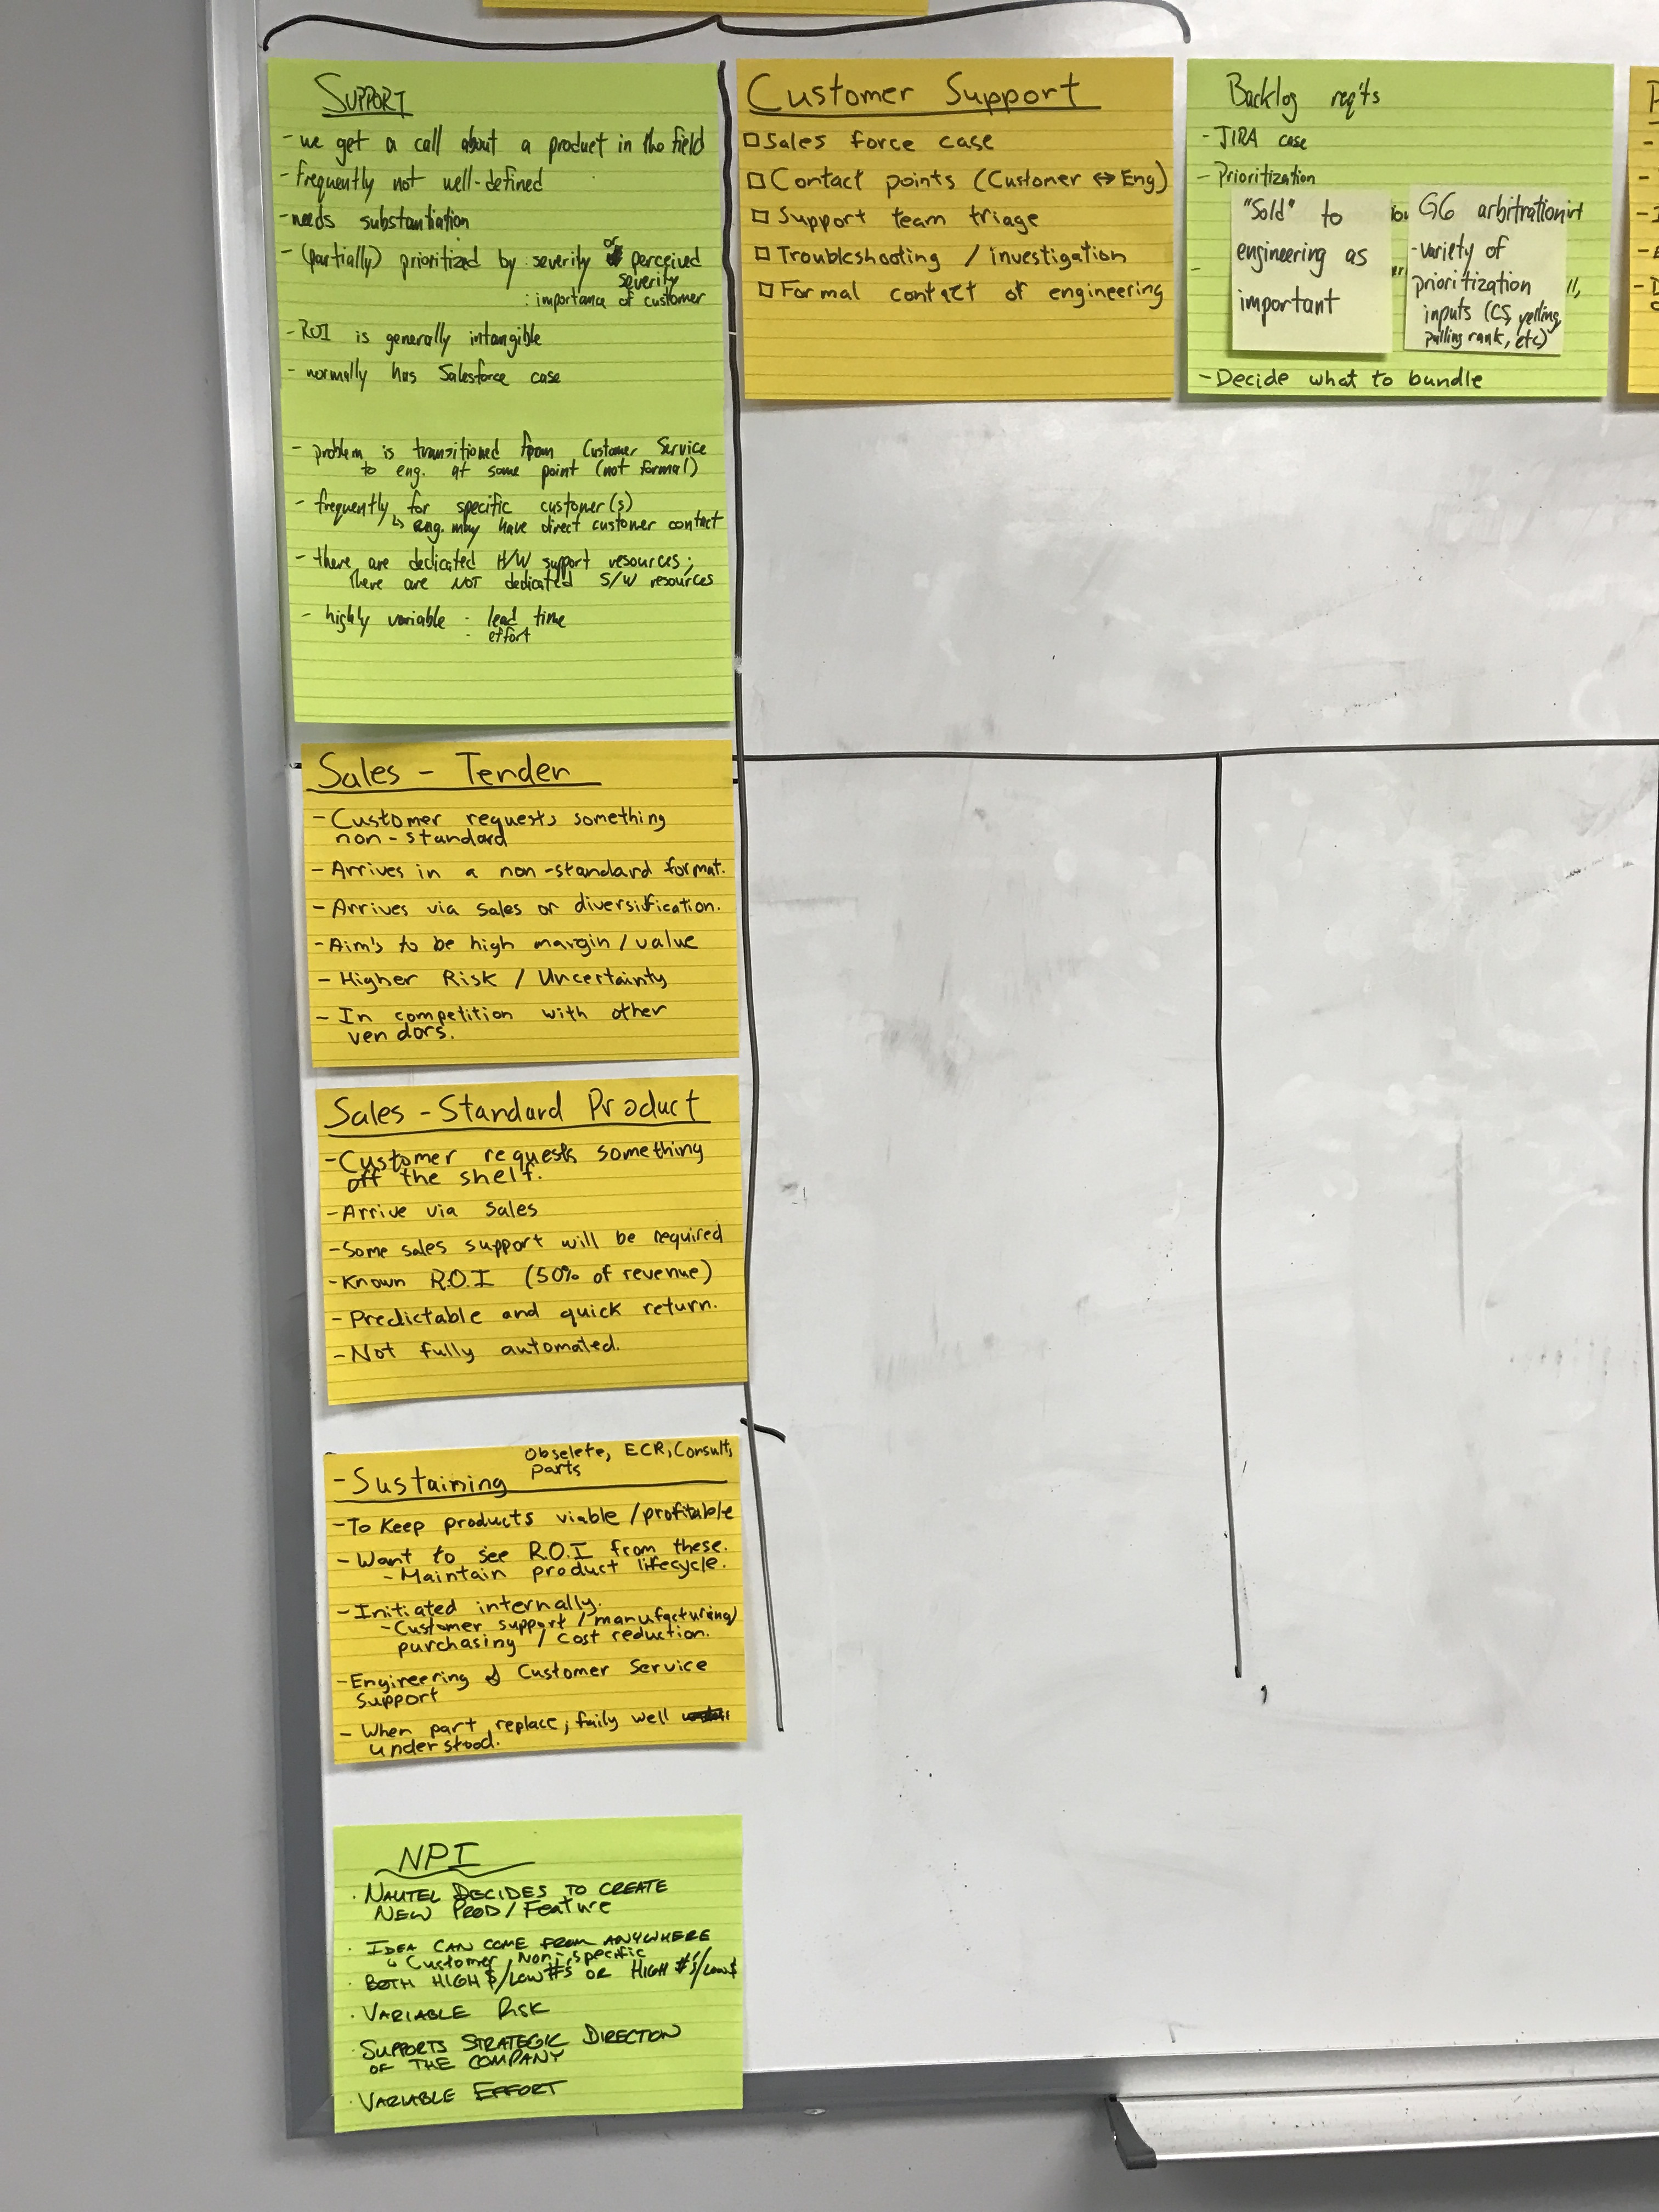 SUPPORT
- we get a call about a product in the field
- frequently not well-defined
- needs substantiation
- (partially) prioritized by severity or perceived
severity
: importance of customer
- ROI is generally intangible
- normally has Salesforce case
- problem is transitioned from Customer Service
to eng. at some point (not formal)
- frequently for specific customer(s)
↳ eng. may have direct customer contact
- there are dedicated H/W support resources;
there are NOT dedicated S/W resources
- highly variable : lead time
: effort
Customer Support
□ Sales force case
□ Contact points (Customer ↔ Eng)
□ Support team triage
□ Troubleshooting / investigation
□ Formal contact of engineering
Backlog req'ts
- JIRA case
- Prioritization
"Sold" to
engineering as
important
G6 arbitration
- variety of
prioritization
inputs (CS, yelling,
pulling rank, etc)
- Decide what to bundle
Sales - Tender
- Customer requests something
non-standard
- Arrives in a non-standard format.
- Arrives via sales or diversification.
- Aim's to be high margin / value
- Higher Risk / Uncertainty
- In competition with other
vendors.
Sales - Standard Product
- Customer requests something
off the shelf.
- Arrive via sales
- Some sales support will be required
- Known R.O.I (50% of revenue)
- Predictable and quick return.
- Not fully automated.
- Sustaining
Obselete, ECR, Consult,
parts
- To Keep products viable / profitable
- Want to see R.O.I from these.
- Maintain product lifecycle.
- Initiated internally.
- Customer support / manufacturing/
purchasing / cost reduction.
- Engineering & Customer Service
Support
- When part replace; faily well
understood.
NPI
· NAUTEL DECIDES TO CREATE
NEW PROD / Feature
· IDEA CAN COME FROM ANYWHERE
↳ Customer Non-specific
· BOTH HIGH $/LOW #'s OR HIGH #'s/LOW $
· VARIABLE RISK
· SUPPORTS STRATEGIC DIRECTION
OF THE COMPANY
· VARIABLE EFFORT